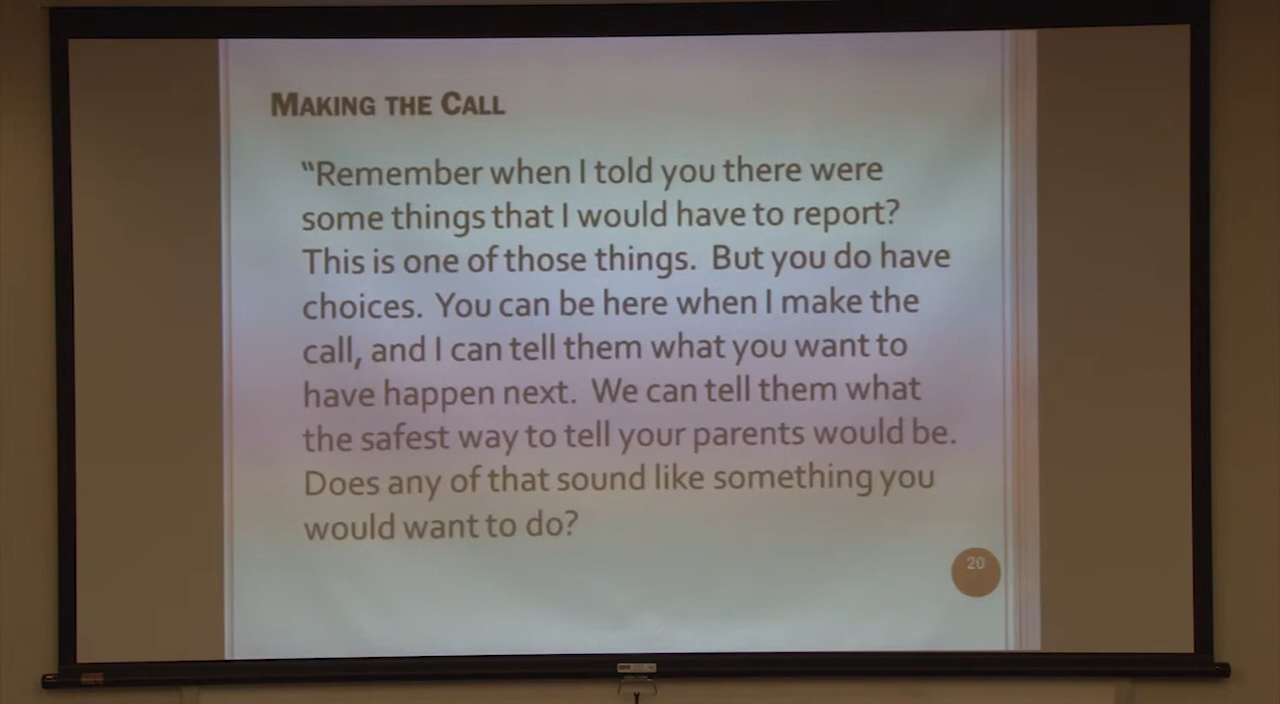 MAKING THE CALL
“Remember when I told you there were
some things that I would have to report?
This is one of those things.  But you do have
choices.  You can be here when I make the
call, and I can tell them what you want to
have happen next.  We can tell them what
the safest way to tell your parents would be.
Does any of that sound like something you
would want to do?
20